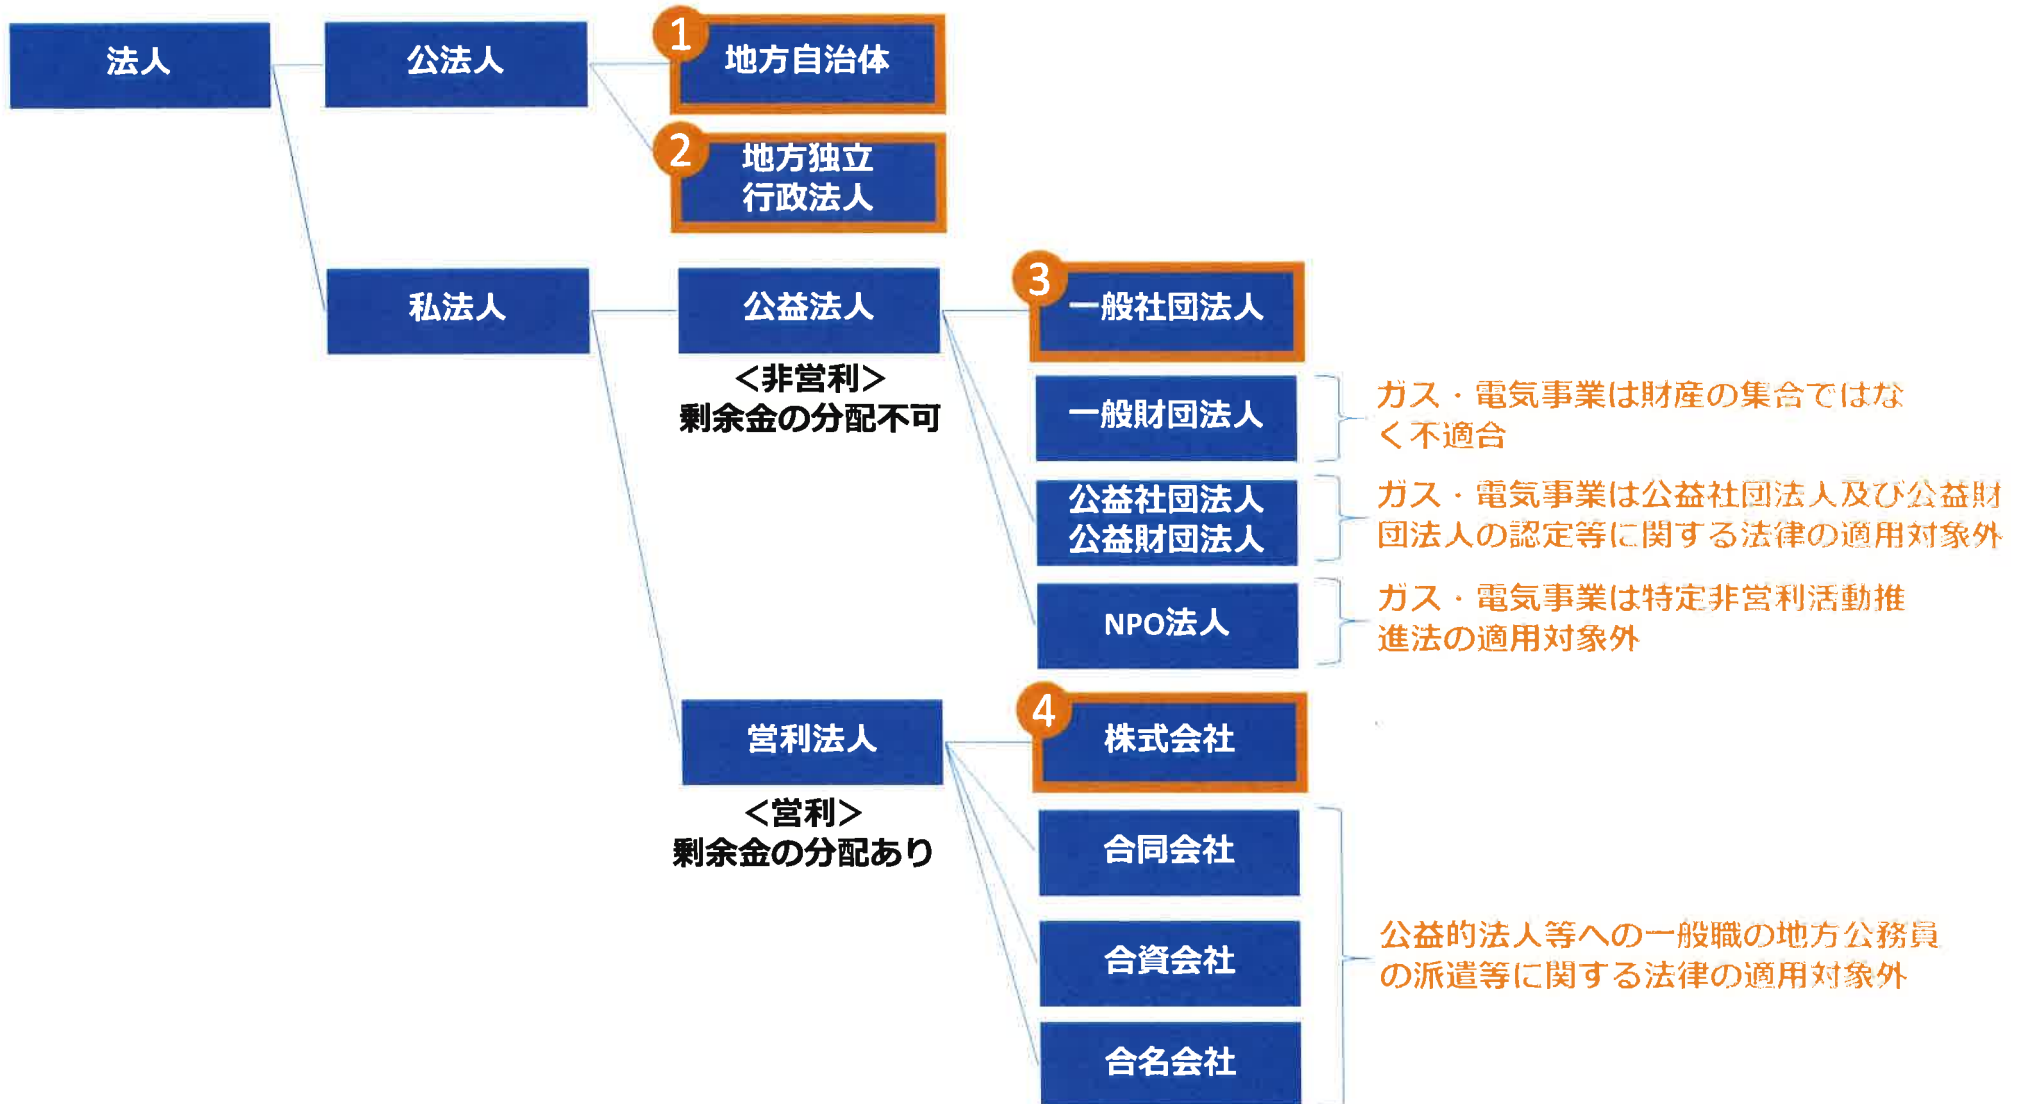 法人
公法人
1
地方自治体
2
地方独立
行政法人
私法人
公益法人
＜非営利＞
剰余金の分配不可
3
一般社団法人
一般財団法人
ガス・電気事業は財産の集合ではな
く不適合
公益社団法人
公益財団法人
ガス・電気事業は公益社団法人及び公益財
団法人の認定等に関する法律の適用対象外
NPO法人
ガス・電気事業は特定非営利活動推
進法の適用対象外
営利法人
＜営利＞
剰余金の分配あり
4
株式会社
合同会社
合資会社
合名会社
公益的法人等への一般職の地方公務員
の派遣等に関する法律の適用対象外